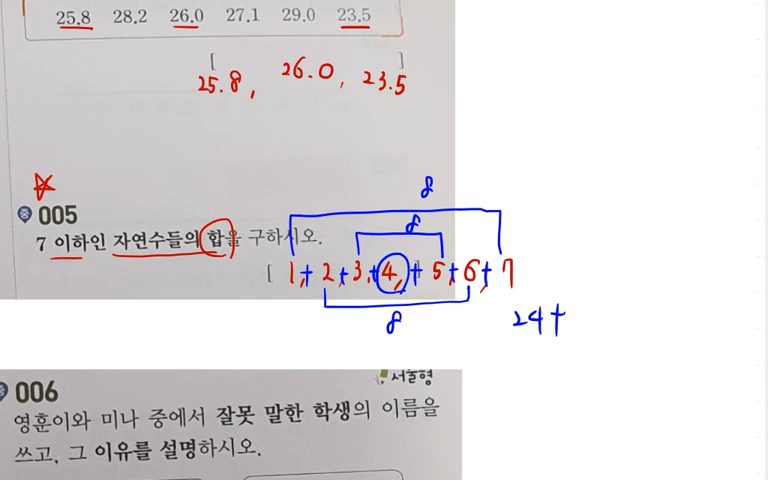 25.8 28.2 26.0 27.1 29.0 23.5
[ ]
25.8, 26.0, 23.5
중 005
7 이하인 자연수들의 합을 구하시오.
8
8
[ 1,+2+3,+4,+5+6,+7
8
24+
서술형
006
영훈이와 미나 중에서 잘못 말한 학생의 이름을
쓰고, 그 이유를 설명하시오.